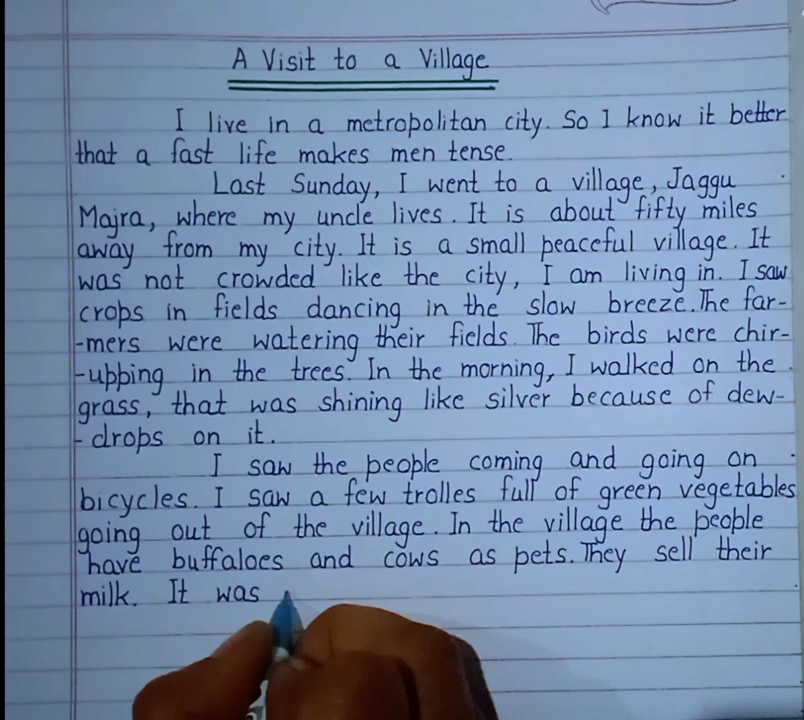 A Visit to a Village
I live in a metropolitan city. So I know it better
that a fast life makes men tense.
Last Sunday, I went to a village, Jaggu
Majra, where my uncle lives. It is about fifty miles
away from my city. It is a small peaceful village. It
was not crowded like the city, I am living in. I saw
crops in fields dancing in the slow breeze. The far-
-mers were watering their fields. The birds were chir-
-upping in the trees. In the morning, I walked on the
grass, that was shining like silver because of dew-
-drops on it.
I saw the people coming and going on
bicycles. I saw a few trolles full of green vegetables
going out of the village. In the village the people
have buffaloes and cows as pets. They sell their
milk. It was